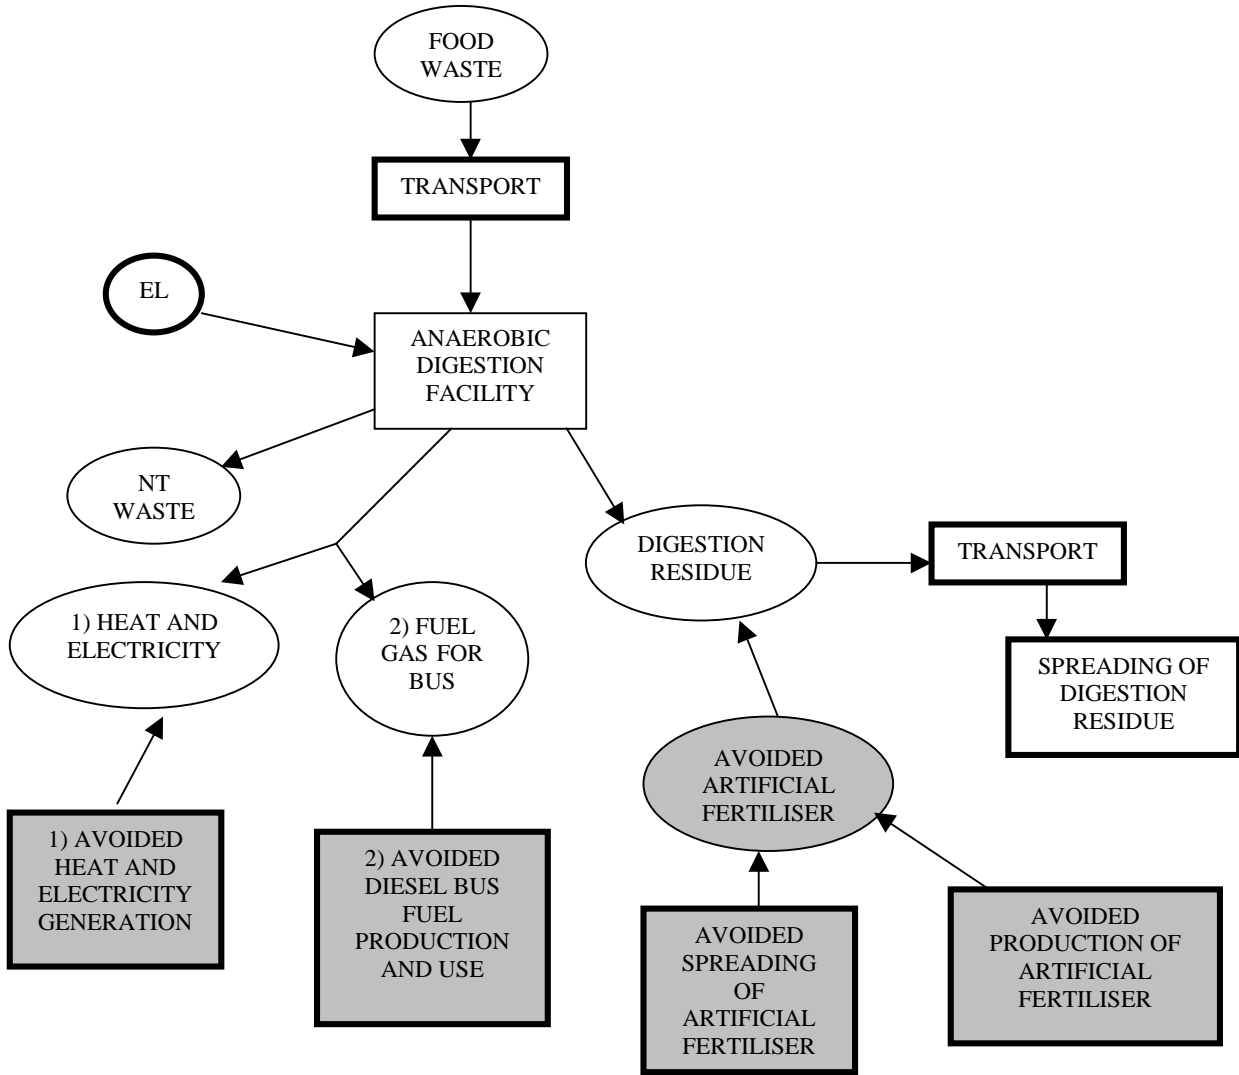 FOOD
WASTE
TRANSPORT
EL
ANAEROBIC
DIGESTION
FACILITY
NT
WASTE
DIGESTION
RESIDUE
TRANSPORT
1) HEAT AND
ELECTRICITY
2) FUEL
GAS FOR
BUS
SPREADING OF
DIGESTION
RESIDUE
AVOIDED
ARTIFICIAL
FERTILISER
1) AVOIDED
HEAT AND
ELECTRICITY
GENERATION
2) AVOIDED
DIESEL BUS
FUEL
PRODUCTION
AND USE
AVOIDED
SPREADING
OF
ARTIFICIAL
FERTILISER
AVOIDED
PRODUCTION OF
ARTIFICIAL
FERTILISER